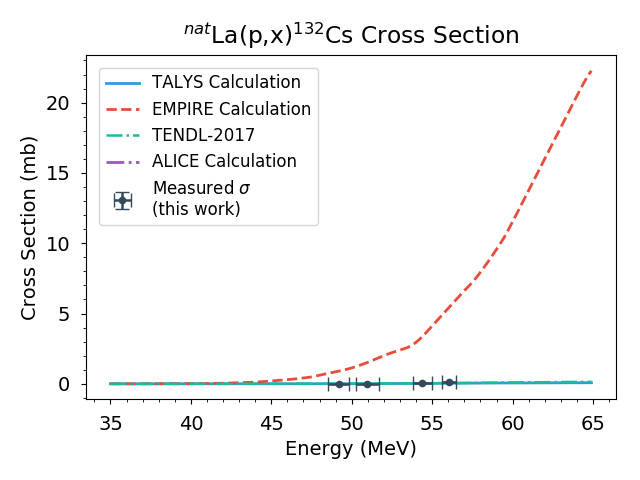 ⁿᵃᵗLa(p,x)¹³²Cs Cross Section
TALYS Calculation
EMPIRE Calculation
TENDL-2017
ALICE Calculation
Measured σ
(this work)
Cross Section (mb)
20
15
10
5
0
35 40 45 50 55 60 65
Energy (MeV)